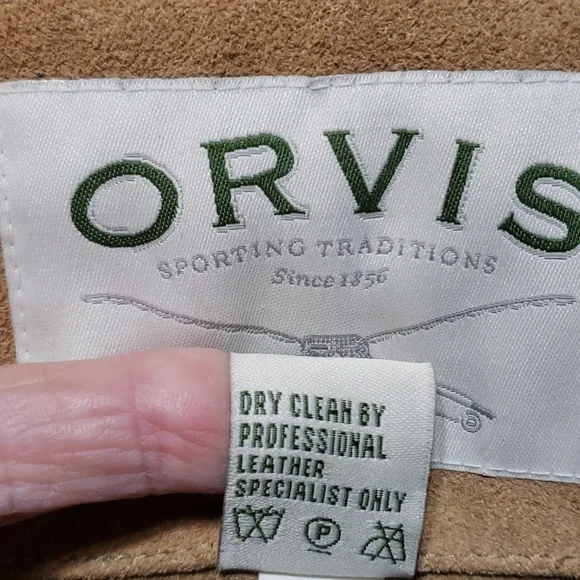 ORVIS
SPORTING TRADITIONS
Since 1856
DRY CLEAN BY
PROFESSIONAL
LEATHER
SPECIALIST ONLY
P